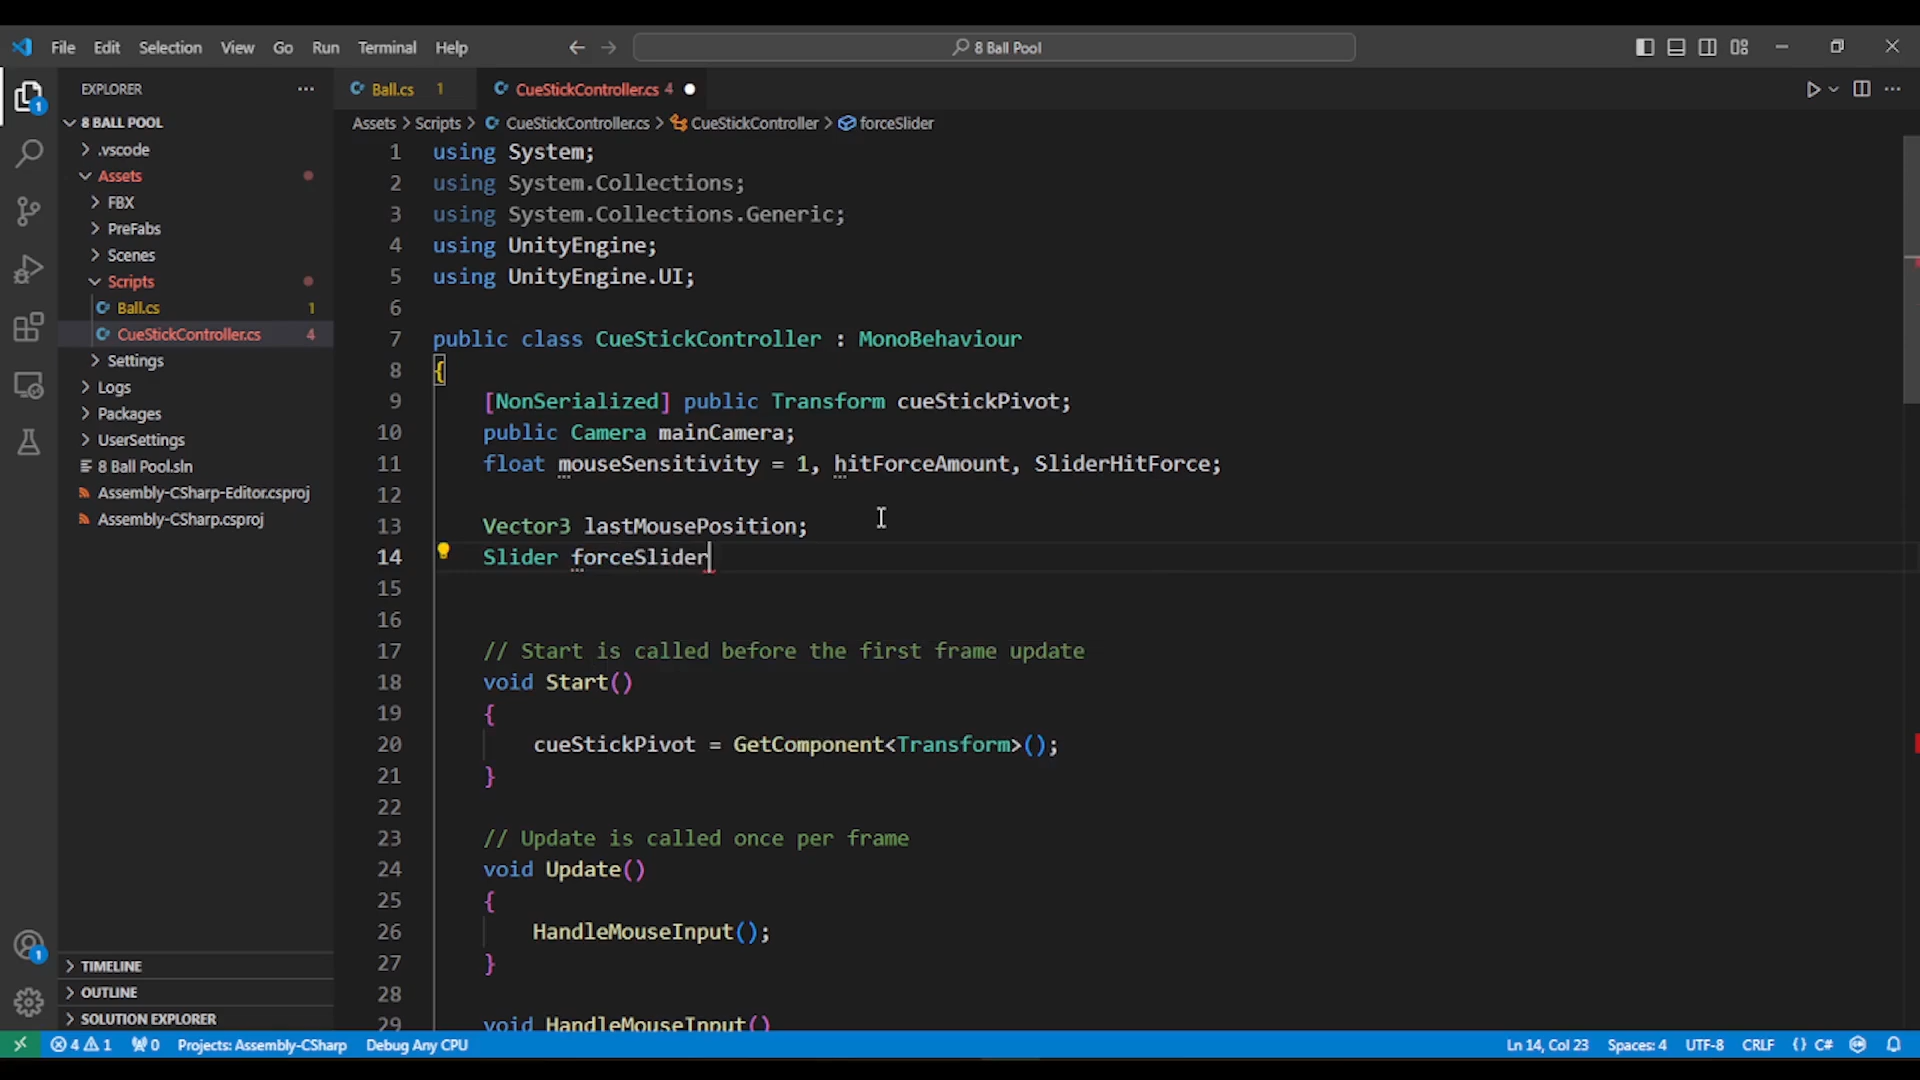 File Edit Selection View Go Run Terminal Help
8 Ball Pool
EXPLORER
8 BALL POOL
.vscode
Assets
FBX
PreFabs
Scenes
Scripts
Ball.cs 1
CueStickController.cs 4
Settings
Logs
Packages
UserSettings
8 Ball Pool.sln
Assembly-CSharp-Editor.csproj
Assembly-CSharp.csproj
TIMELINE
OUTLINE
SOLUTION EXPLORER
1
1
Ball.cs 1 CueStickController.cs 4
Assets > Scripts > CueStickController.cs > CueStickController > forceSlider
1 using System;
2 using System.Collections;
3 using System.Collections.Generic;
4 using UnityEngine;
5 using UnityEngine.UI;
6
7 public class CueStickController : MonoBehaviour
8 {
9 [NonSerialized] public Transform cueStickPivot;
10 public Camera mainCamera;
11 float mouseSensitivity = 1, hitForceAmount, SliderHitForce;
12
13 Vector3 lastMousePosition;
14 Slider forceSlider
15
16
17 // Start is called before the first frame update
18 void Start()
19 {
20 cueStickPivot = GetComponent<Transform>();
21 }
22
23 // Update is called once per frame
24 void Update()
25 {
26 HandleMouseInput();
27 }
28
29 void HandleMouseInput()
4 1 0 Projects: Assembly-CSharp Debug Any CPU Ln 14, Col 23 Spaces: 4 UTF-8 CRLF {} C#